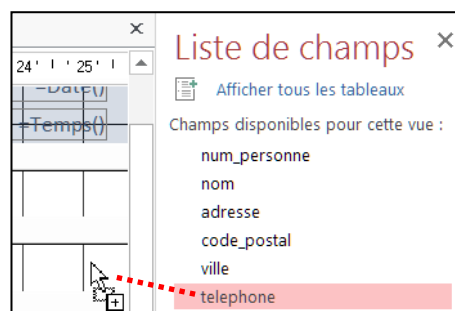 24 ' ı ' 25 ' ı
=Date()
=Temps()
Liste de champs
Afficher tous les tableaux
Champs disponibles pour cette vue :
num_personne
nom
adresse
code_postal
ville
telephone